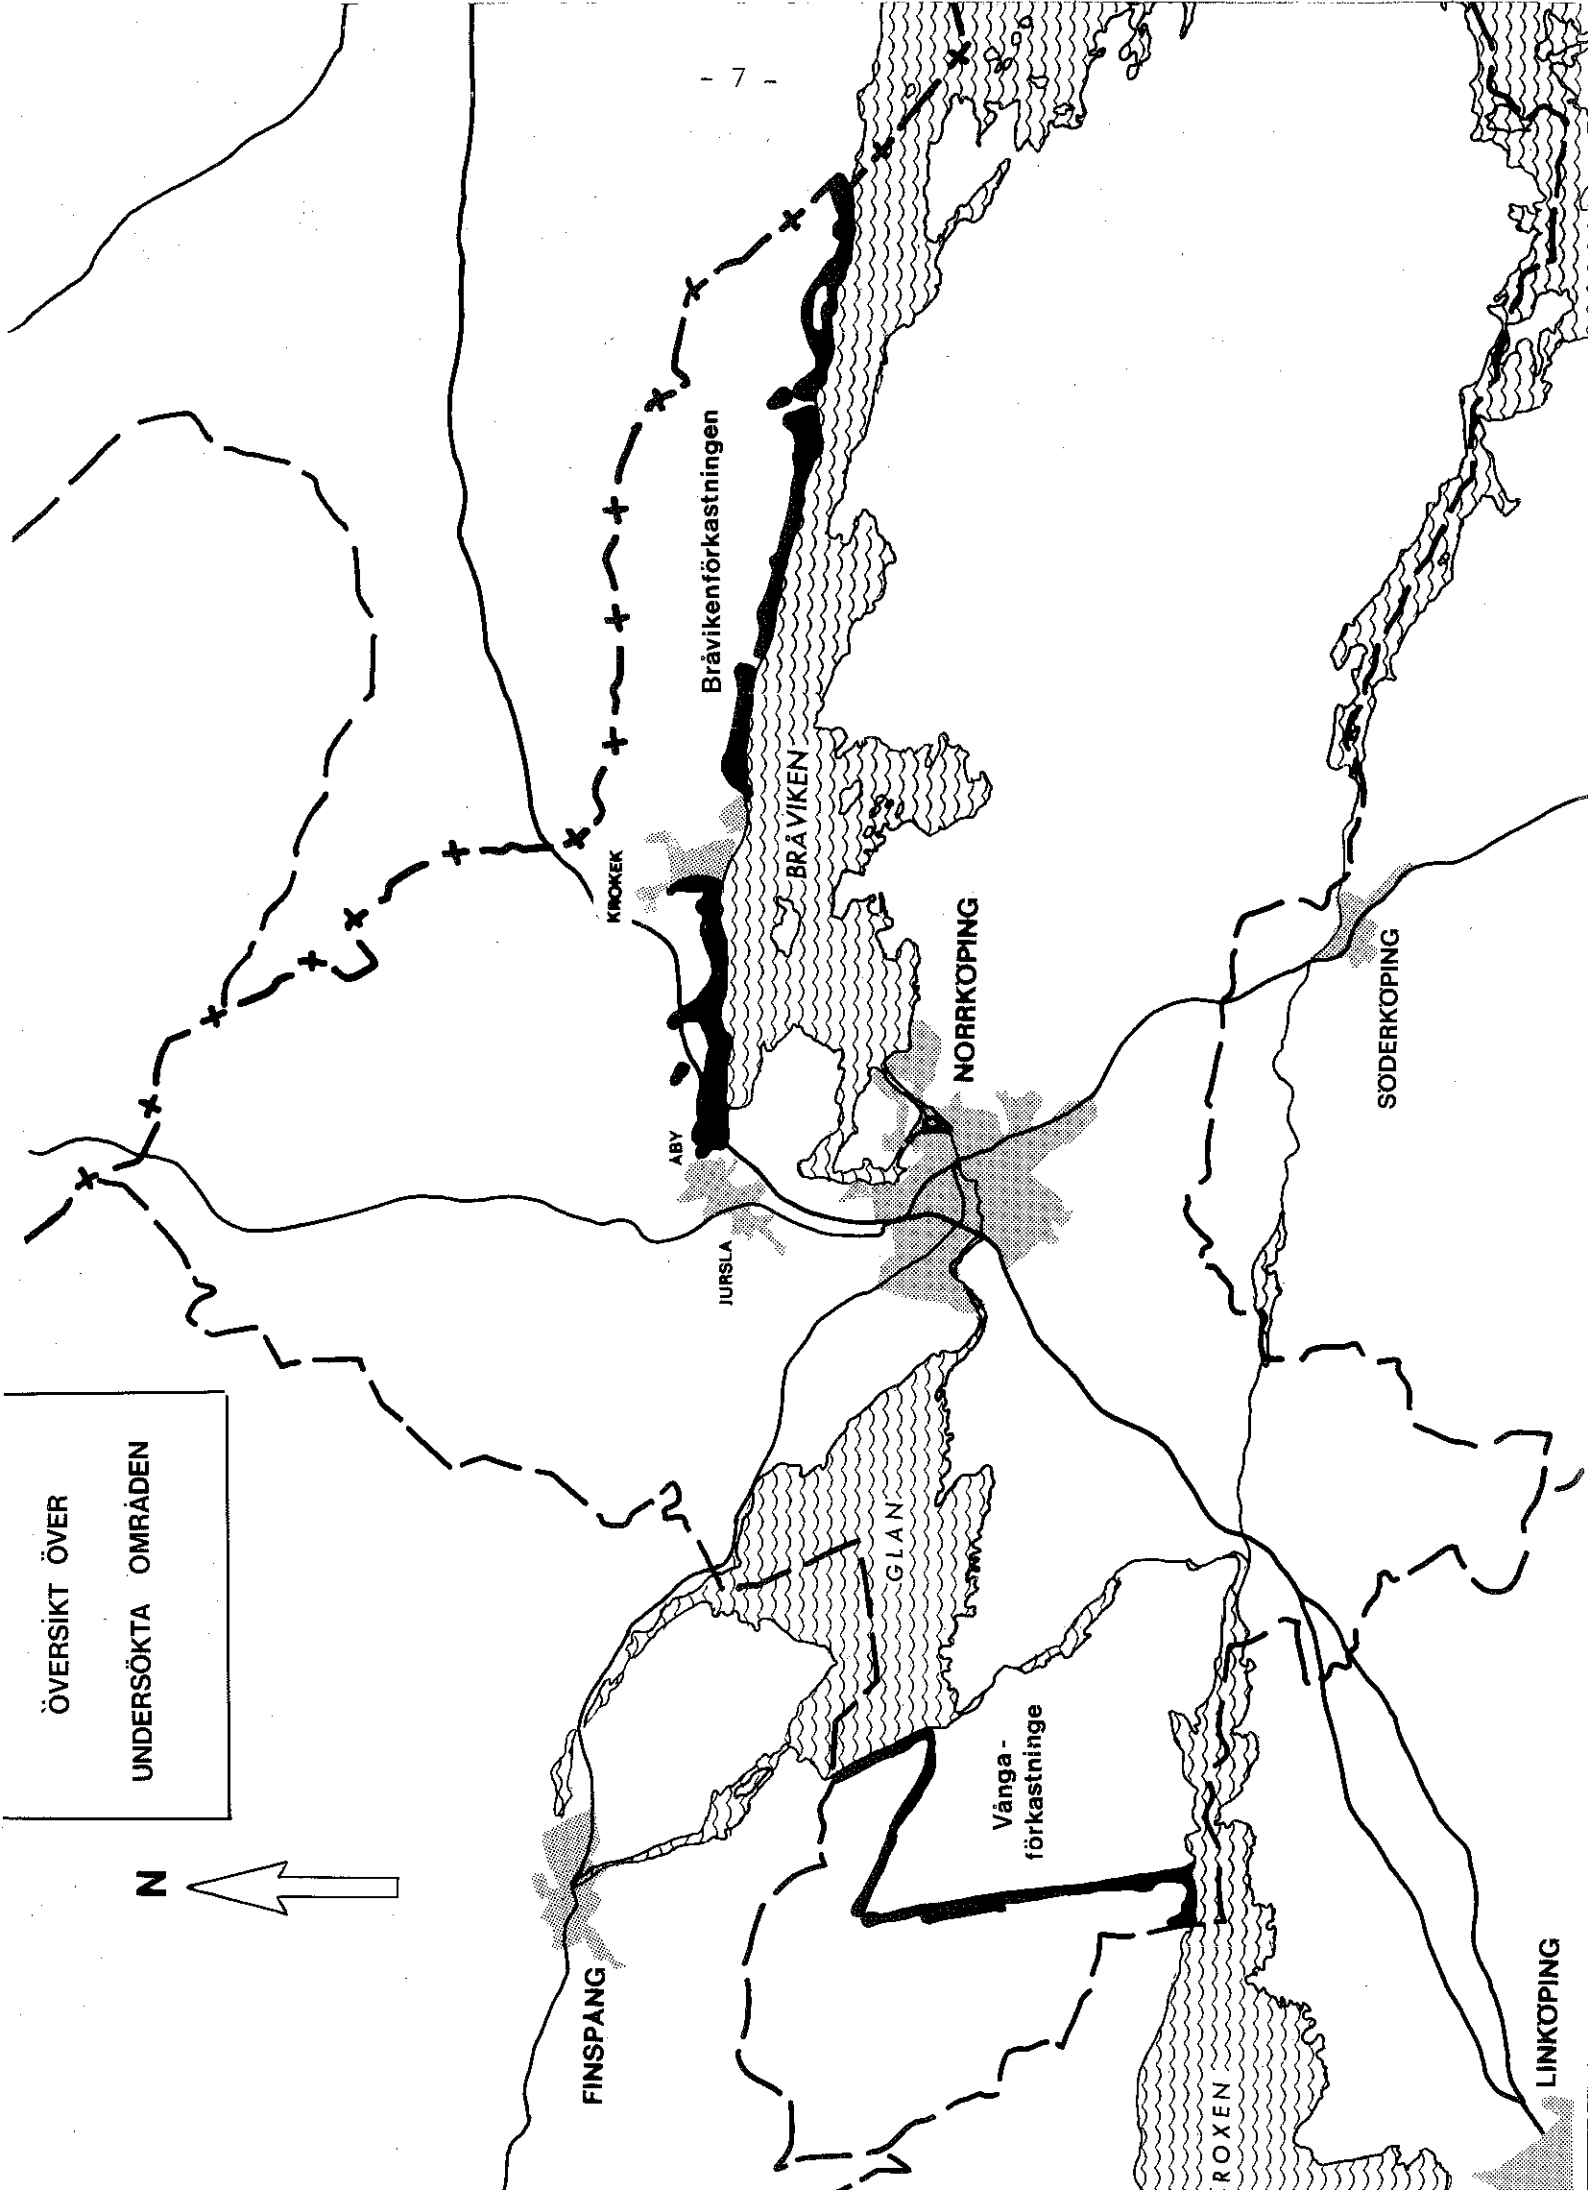 - 7 -
ÖVERSIKT ÖVER
UNDERSÖKTA OMRÅDEN
N
KROKEK
Bråvikenförkastningen
BRÅVIKEN
ÅBY
JURSLA
NORRKÖPING
SÖDERKÖPING
GLAN
Vånga-
förkastninge
FINSPÅNG
ROXEN
LINKÖPING